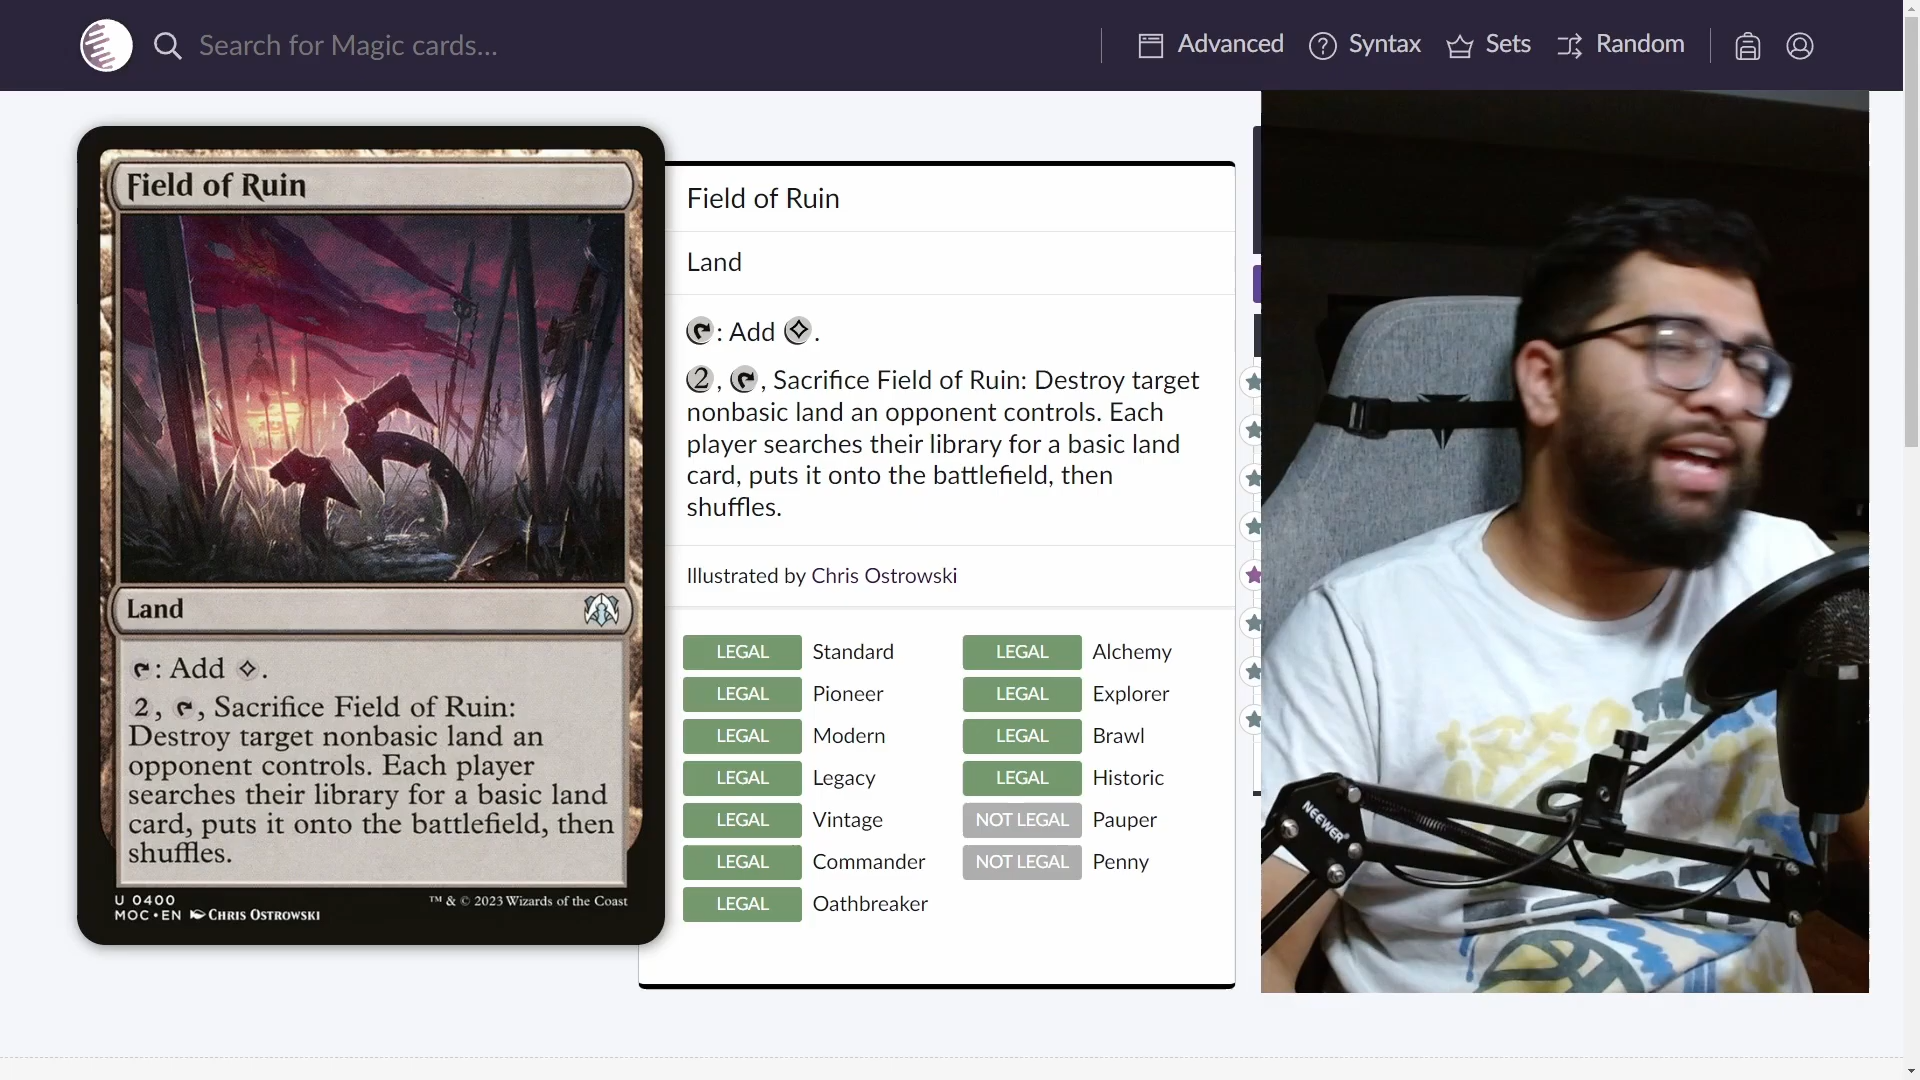 Search for Magic cards...
Advanced
Syntax
Sets
Random
Field of Ruin
Land
: Add .
2, , Sacrifice Field of Ruin:
Destroy target nonbasic land an
opponent controls. Each player
searches their library for a basic land
card, puts it onto the battlefield, then
shuffles.
U 0400
MOC • EN CHRIS OSTROWSKI
™ & © 2023 Wizards of the Coast
Field of Ruin
Land
: Add .
2, , Sacrifice Field of Ruin: Destroy target
nonbasic land an opponent controls. Each
player searches their library for a basic land
card, puts it onto the battlefield, then
shuffles.
Illustrated by Chris Ostrowski
LEGAL Standard
LEGAL Alchemy
LEGAL Pioneer
LEGAL Explorer
LEGAL Modern
LEGAL Brawl
LEGAL Legacy
LEGAL Historic
LEGAL Vintage
NOT LEGAL Pauper
LEGAL Commander
NOT LEGAL Penny
LEGAL Oathbreaker
NEEWER